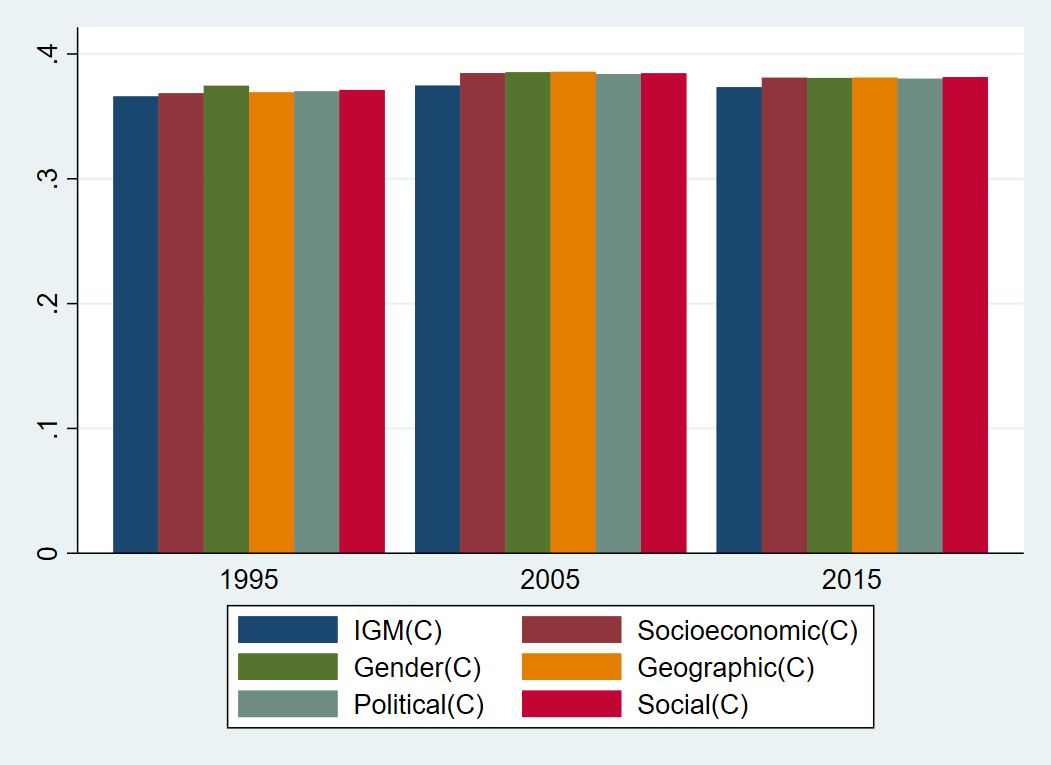 .4
.3
.2
.1
0
1995 2005 2015
IGM(C) Socioeconomic(C)
Gender(C) Geographic(C)
Political(C) Social(C)